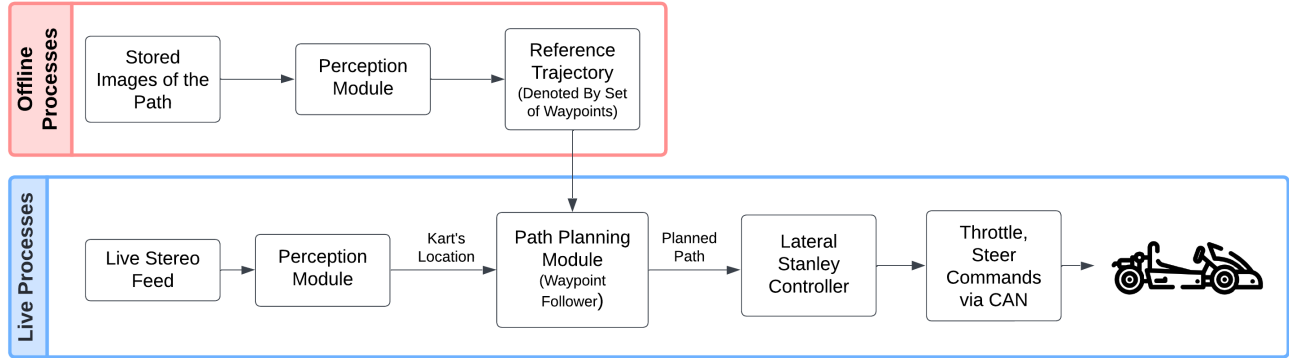 Offline
Processes
Stored
Images of the
Path
Perception
Module
Reference
Trajectory
(Denoted By Set
of Waypoints)
Live Processes
Live Stereo
Feed
Perception
Module
Kart's
Location
Path Planning
Module
(Waypoint
Follower)
Planned
Path
Lateral
Stanley
Controller
Throttle,
Steer
Commands
via CAN